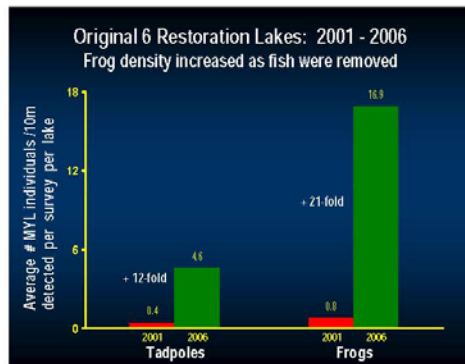 Original 6 Restoration Lakes: 2001 - 2006
Frog density increased as fish were removed
Average # MYL individuals /10m
detected per survey per lake
18
12
6
0
16.9
+ 21-fold
4.6
+ 12-fold
0.4
0.8
2001 2006 2001 2006
Tadpoles Frogs